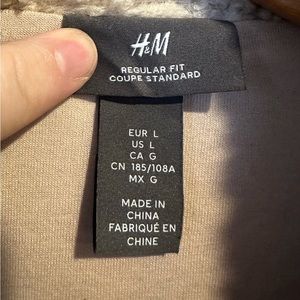 H&M
REGULAR FIT
COUPE STANDARD
EUR L
US L
CA G
CN 185/108A
MX G
MADE IN
CHINA
FABRIQUÉ EN
CHINE